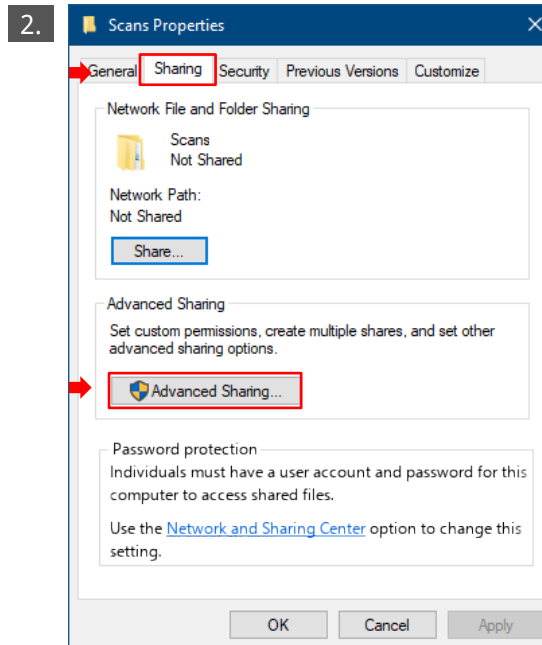 2.
Scans Properties
General Sharing Security Previous Versions Customize
Network File and Folder Sharing
Scans
Not Shared
Network Path:
Not Shared
Share...
Advanced Sharing
Set custom permissions, create multiple shares, and set other
advanced sharing options.
Advanced Sharing...
Password protection
Individuals must have a user account and password for this
computer to access shared files.
Use the Network and Sharing Center option to change this
setting.
OK Cancel Apply